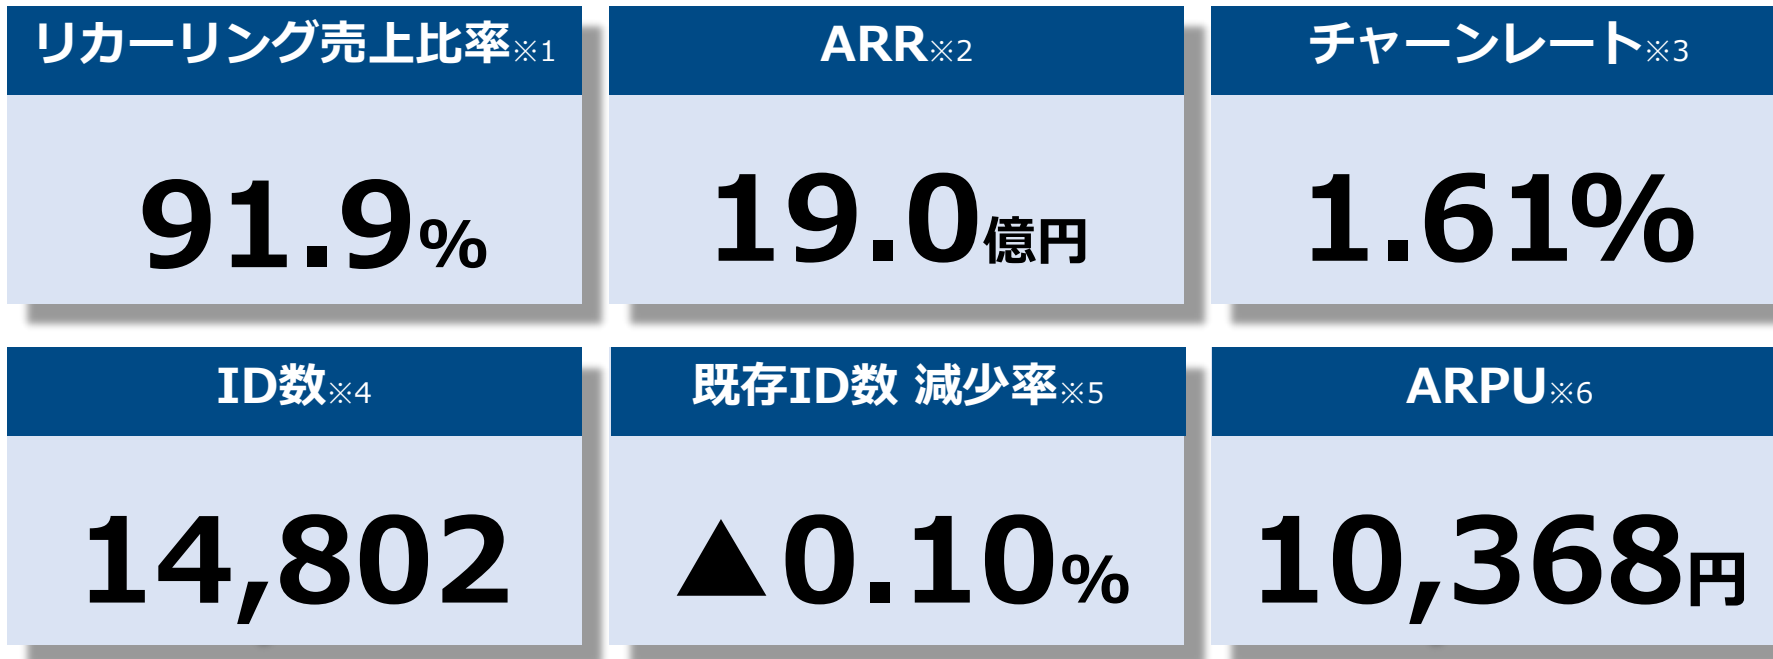 リカーリング売上比率※1
91.9%
ARR※2
19.0億円
チャーンレート※3
1.61%
ID数※4
14,802
既存ID数 減少率※5
▲0.10%
ARPU※6
10,368円